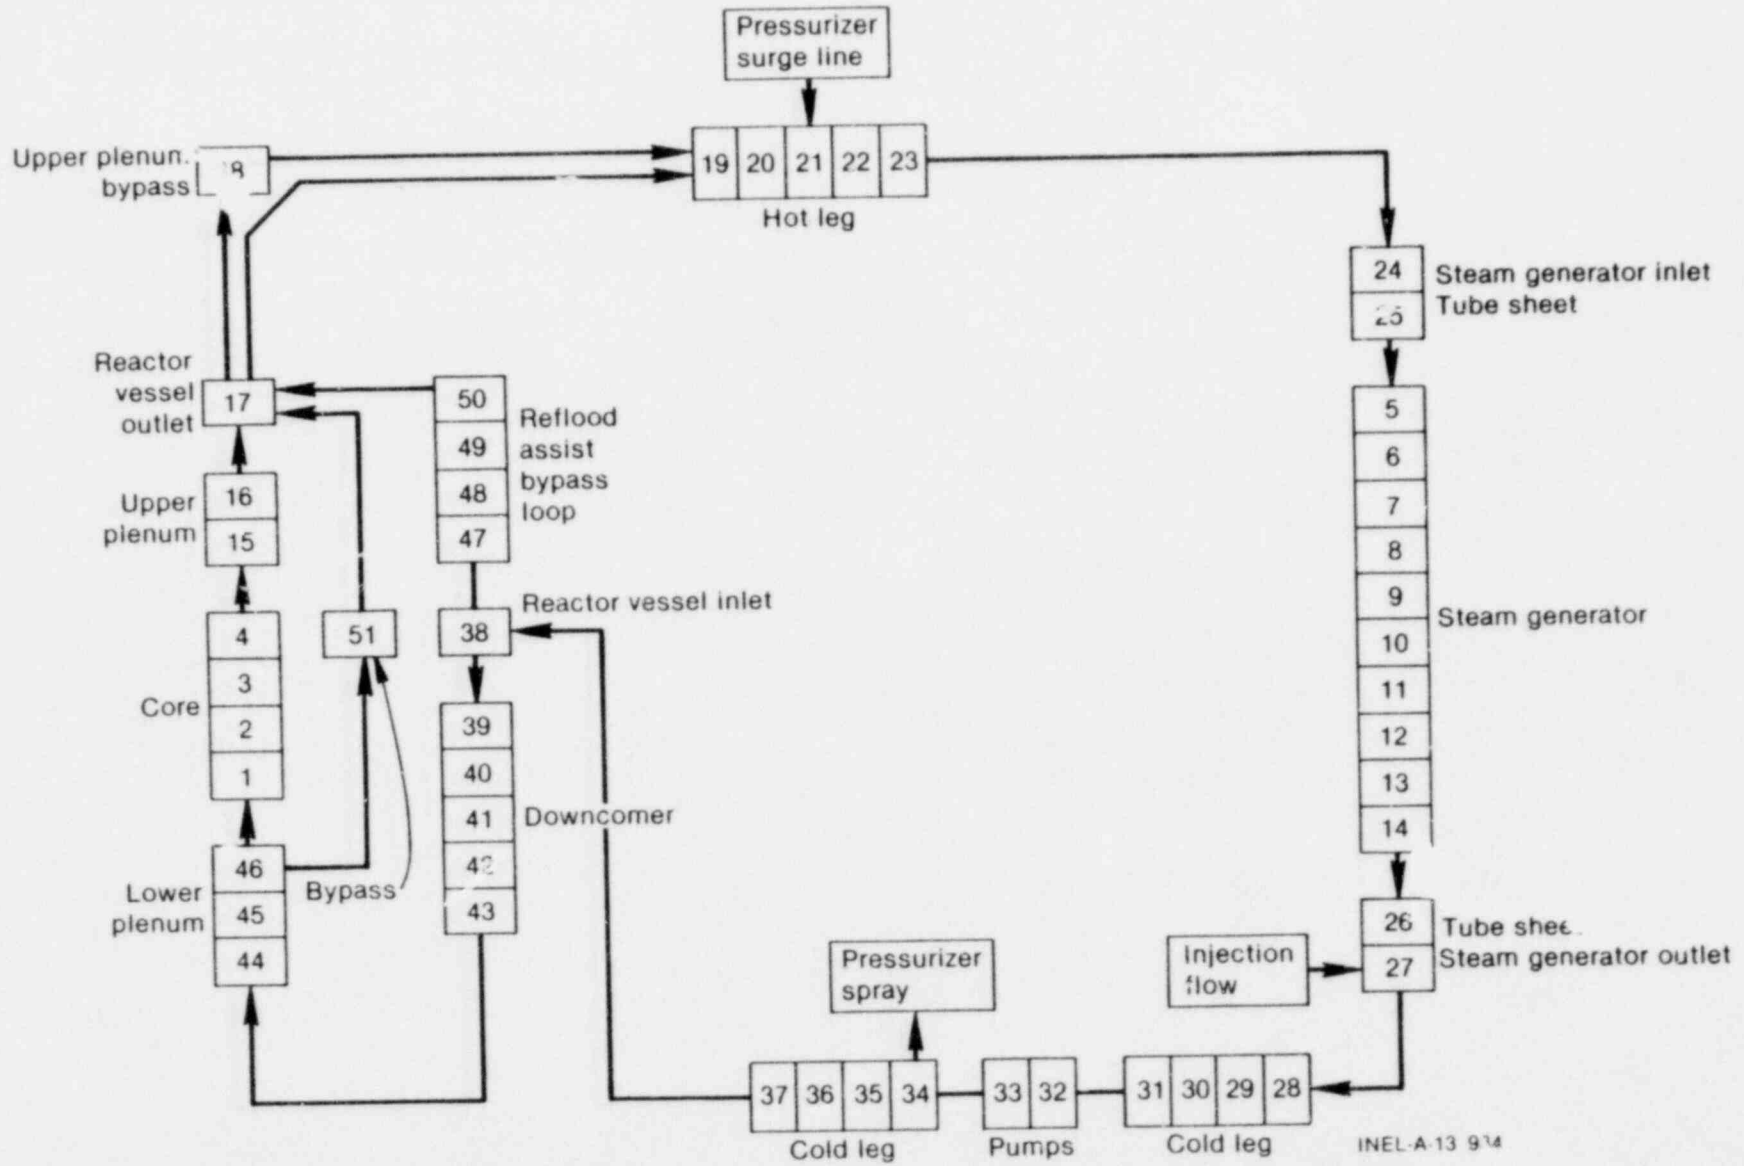 Pressurizer
surge line
Upper
bypass
19 20 21 22 23
Hot leg
24
Steam generator inlet
Tube sheet
Reactor
vessel
outlet
17
50
49
48
47
Reflood
assist
bypass
loop
5
6
7
8
9
10
11
12
13
14
Steam generator
Upper
plenum
16
15
Core
4
3
2
1
51
Reactor vessel inlet
38
39
40
41
42
43
Downcomer
Lower
plenum
46
45
44
Bypass
26
27
Tube
Steam generator outlet
Injection
flow
Pressurizer
spray
37 36 35 34
Cold leg
33 32
Pumps
31 30 29 28
Cold leg